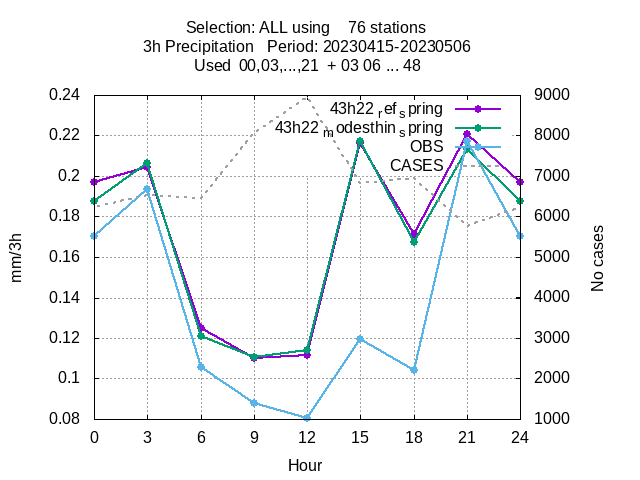 Selection: ALL using 76 stations
3h Precipitation Period: 20230415-20230506
Used 00,03,...,21 + 03 06 ... 48
0.24 9000
43h22 ref spring
0.22 43h22 modesthin spring 8000
OBS
CASES
0.2 7000
0.18 6000
0.16 5000
0.14 4000
0.12 3000
0.1 2000
0.08 1000
mm/3h
No cases
0 3 6 9 12 15 18 21 24
Hour